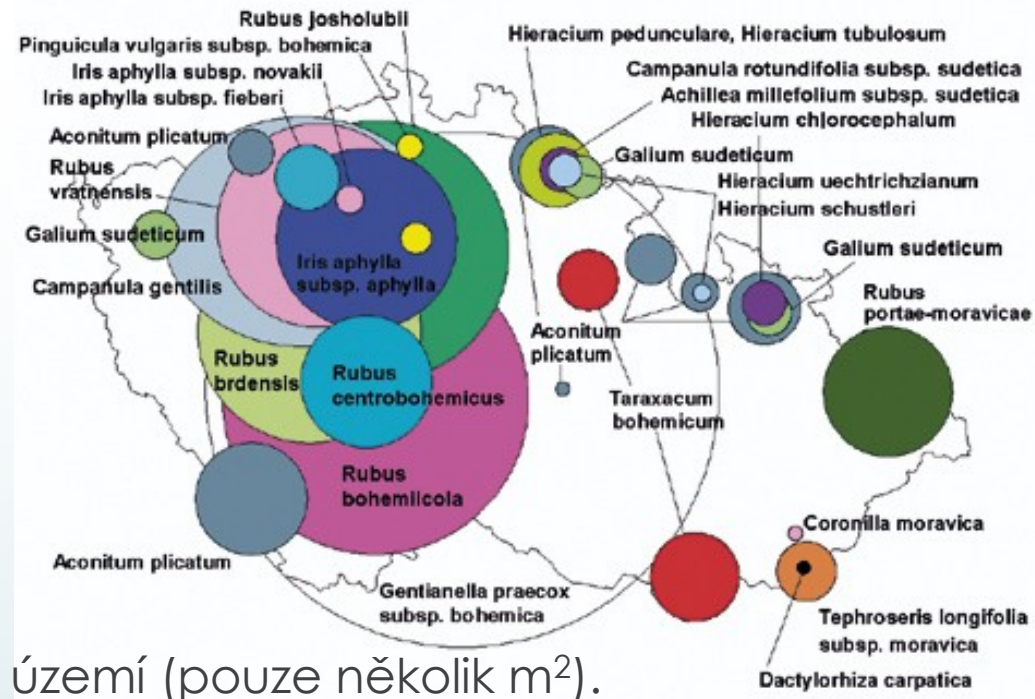 Rubus josholubii
Pinguicula vulgaris subsp. bohemica
Iris aphylla subsp. novakii
Iris aphylla subsp. fieberi
Aconitum plicatum
Rubus
vratnensis
Galium sudeticum
Campanula gentilis
Iris aphylla
subsp. aphylla
Rubus
brdensis
Rubus
centrobohemicus
Rubus
bohemiicola
Aconitum plicatum
Gentianella praecox
subsp. bohemica
Hieracium pedunculare, Hieracium tubulosum
Campanula rotundifolia subsp. sudetica
Achillea millefolium subsp. sudetica
Hieracium chlorocephalum
Galium sudeticum
Hieracium uechtrichzianum
Hieracium schustleri
Galium sudeticum
Rubus
portae-moravicae
Aconitum
plicatum
Taraxacum
bohemicum
Coronilla moravica
Tephroseris longifolia
subsp. moravica
Dactylorhiza carpatica
území (pouze několik m²).